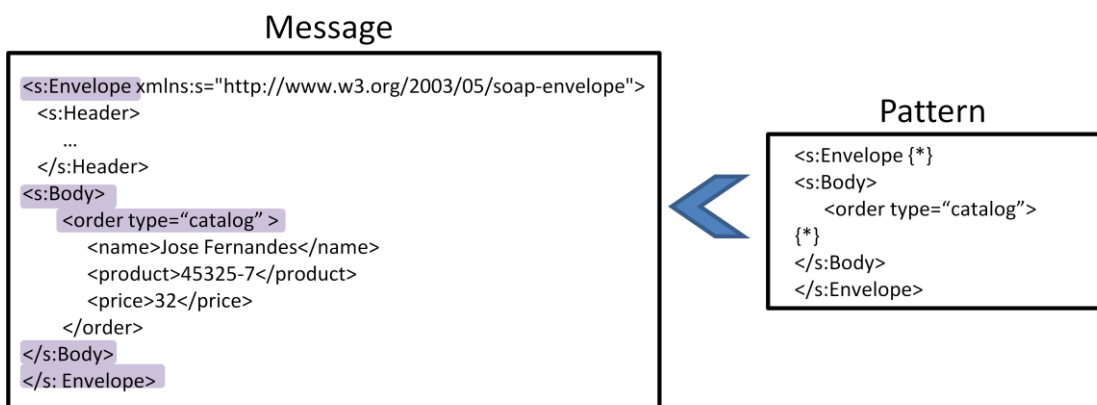 Message
<s:Envelope xmlns:s="http://www.w3.org/2003/05/soap-envelope">
<s:Header>
...
</s:Header>
<s:Body>
<order type=“catalog” >
<name>Jose Fernandes</name>
<product>45325-7</product>
<price>32</price>
</order>
</s:Body>
</s: Envelope>
Pattern
<s:Envelope {*}
<s:Body>
<order type=“catalog”>
{*}
</s:Body>
</s:Envelope>